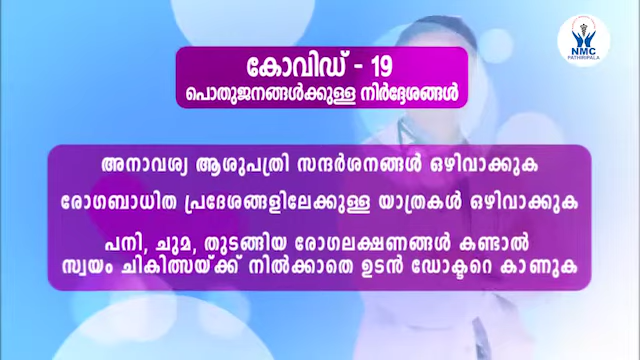 NMC
PATHIRIPALA
കോവിഡ് - 19
പൊതുജനങ്ങൾക്കുള്ള നിർദ്ദേശങ്ങൾ
അനാവശ്യ ആശുപത്രി സന്ദർശനങ്ങൾ ഒഴിവാക്കുക
രോഗബാധിത പ്രദേശങ്ങളിലേക്കുള്ള യാത്രകൾ ഒഴിവാക്കുക
പനി, ചുമ, തുടങ്ങിയ രോഗലക്ഷണങ്ങൾ കണ്ടാൽ
സ്വയം ചികിത്സയ്ക്ക് നിൽക്കാതെ ഉടൻ ഡോക്ടറെ കാണുക